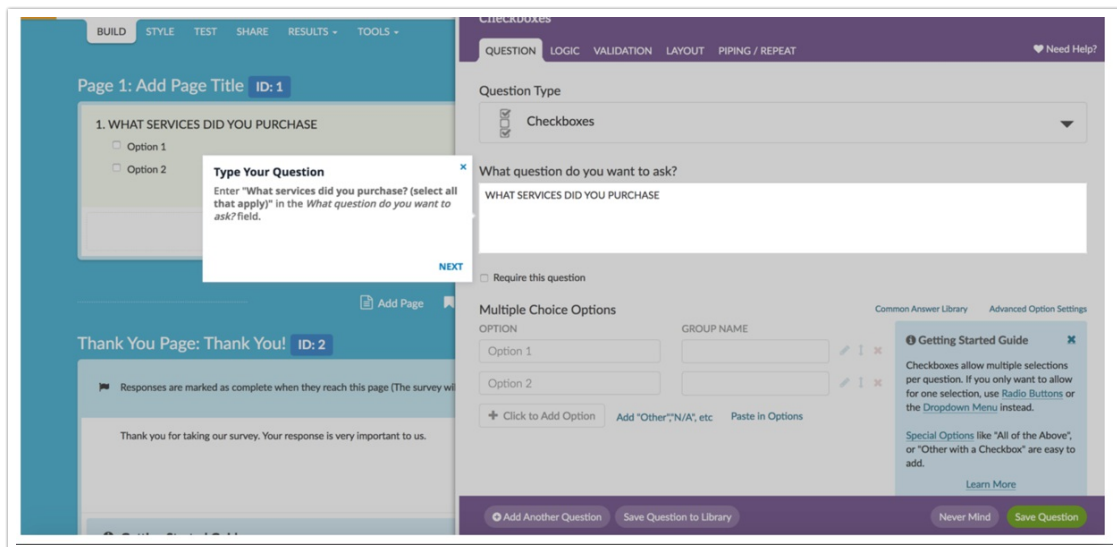 BUILD STYLE TEST SHARE RESULTS TOOLS
Page 1: Add Page Title ID: 1
1. WHAT SERVICES DID YOU PURCHASE
Option 1
Option 2
Type Your Question
Enter "What services did you purchase? (select all
that apply)" in the What question do you want to
ask? field.
NEXT
Add Page
Thank You Page: Thank You! ID: 2
Responses are marked as complete when they reach this page (The survey wil
Thank you for taking our survey. Your response is very important to us.
Checkboxes
QUESTION LOGIC VALIDATION LAYOUT PIPING / REPEAT
Need Help?
Question Type
Checkboxes
What question do you want to ask?
WHAT SERVICES DID YOU PURCHASE
Require this question
Multiple Choice Options
Common Answer Library Advanced Option Settings
OPTION GROUP NAME
Option 1
Option 2
Click to Add Option Add "Other","N/A", etc Paste in Options
Getting Started Guide
Checkboxes allow multiple selections
per question. If you only want to allow
for one selection, use Radio Buttons or
the Dropdown Menu instead.
Special Options like "All of the Above",
or "Other with a Checkbox" are easy to
add.
Learn More
Add Another Question Save Question to Library Never Mind Save Question